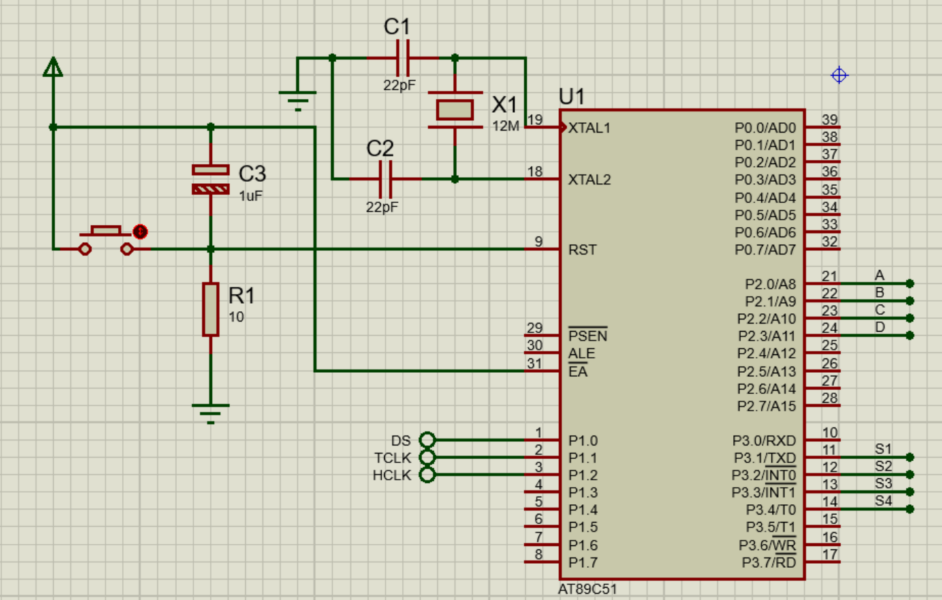 C1
22pF
X1
12M
C2
22pF
C3
1uF
R1
10
U1
19 XTAL1
18 XTAL2
9 RST
29 PSEN
30 ALE
31 EA
DS 1 P1.0
TCLK 2 P1.1
HCLK 3 P1.2
4 P1.3
5 P1.4
6 P1.5
7 P1.6
8 P1.7
P0.0/AD0 39
P0.1/AD1 38
P0.2/AD2 37
P0.3/AD3 36
P0.4/AD4 35
P0.5/AD5 34
P0.6/AD6 33
P0.7/AD7 32
P2.0/A8 21 A
P2.1/A9 22 B
P2.2/A10 23 C
P2.3/A11 24 D
P2.4/A12 25
P2.5/A13 26
P2.6/A14 27
P2.7/A15 28
P3.0/RXD 10
P3.1/TXD 11 S1
P3.2/INT0 12 S2
P3.3/INT1 13 S3
P3.4/T0 14 S4
P3.5/T1 15
P3.6/WR 16
P3.7/RD 17
AT89C51